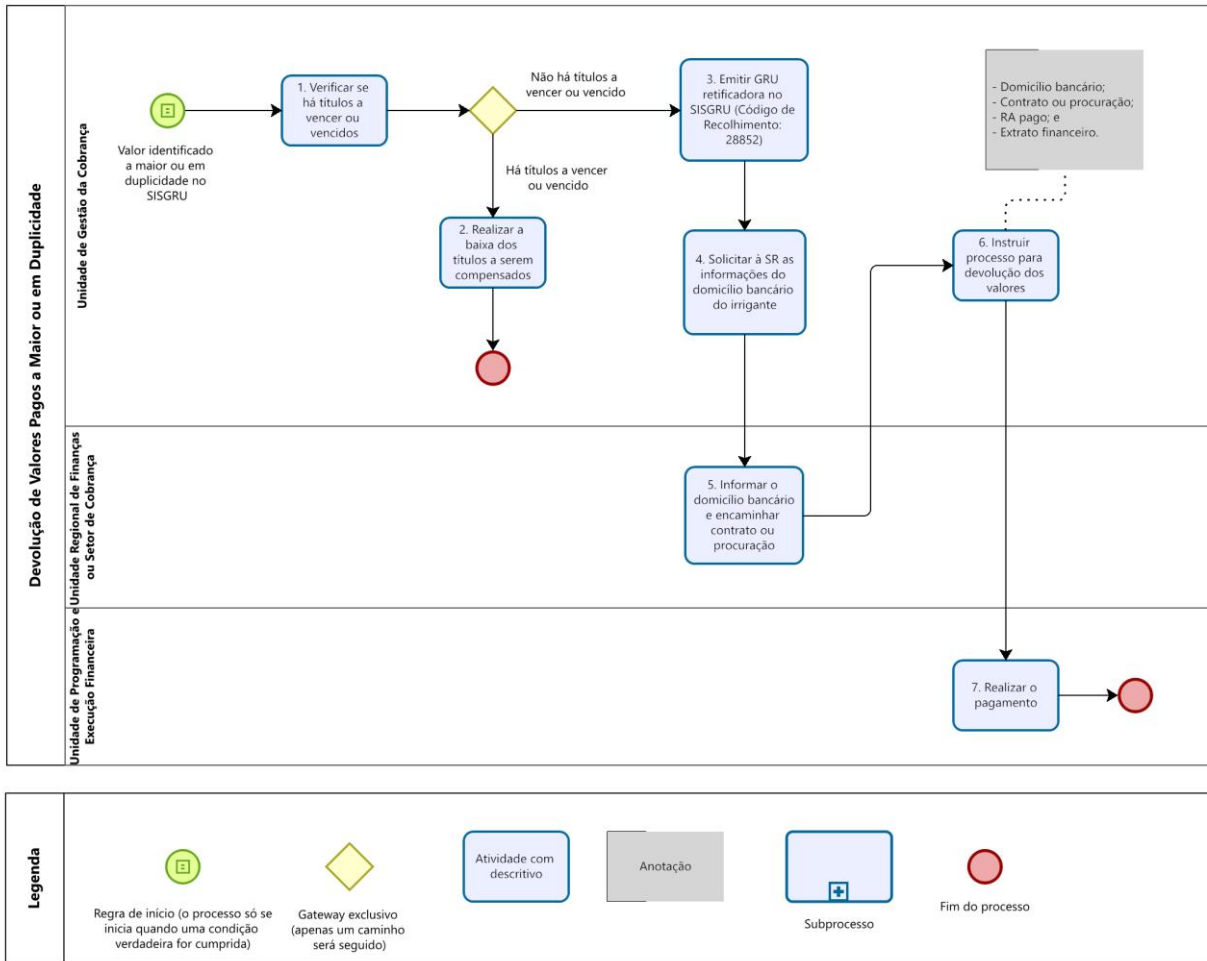 Devolução de Valores Pagos a Maior ou em Duplicidade
Unidade de Gestão da Cobrança
Valor identificado
a maior ou em
duplicidade no
SISGRU
1. Verificar se
há títulos a
vencer ou
vencidos
Não há títulos a
vencer ou vencido
Há títulos a vencer
ou vencido
2. Realizar a
baixa dos
títulos a serem
compensados
3. Emitir GRU
retificadora no
SISGRU (Código de
Recolhimento:
28852)
4. Solicitar à SR as
informações do
domicílio bancário
do irrigante
- Domicílio bancário;
- Contrato ou procuração;
- RA pago; e
- Extrato financeiro.
6. Instruir
processo para
devolução dos
valores
Unidade Regional de Finanças
ou Setor de Cobrança
5. Informar o
domicílio bancário
e encaminhar
contrato ou
procuração
Unidade de Programação e
Execução Financeira
7. Realizar o
pagamento
Legenda
Regra de início (o processo só se
inicia quando uma condição
verdadeira for cumprida)
Gateway exclusivo
(apenas um caminho
será seguido)
Atividade com
descritivo
Anotação
Subprocesso
Fim do processo